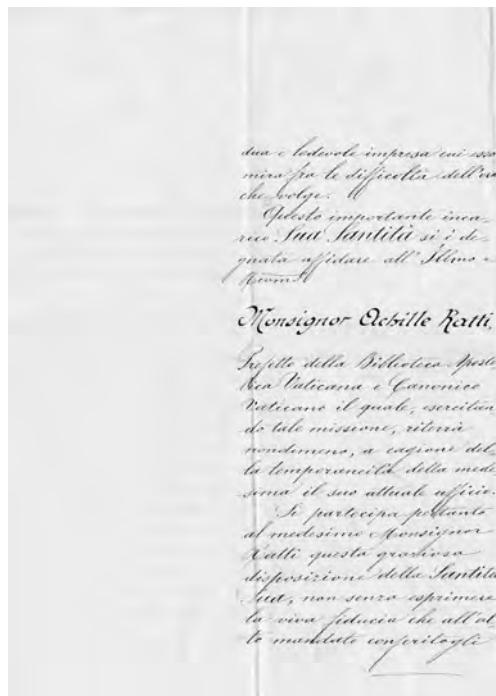 dua e lodevole impresa cui essa
mira fra le difficoltà dell'ora
che volge.
Questo importante inca-
rico Sua Santità si è de-
gnata affidare all' Illmo e
Revmo
Monsignor Achille Ratti,
Prefetto della Biblioteca Aposto-
lica Vaticana e Canonico
Vaticano il quale, esercitan
do tale missione, riterrà
nondimeno, a cagione del-
la temporaneità della mede-
sima il suo attuale ufficio.
Si partecipa pertanto
al medesimo Monsignor
Ratti questa graziosa
disposizione della Santità
Sua, non senza esprimere
la viva fiducia che all'al-
to mandato conferitogli